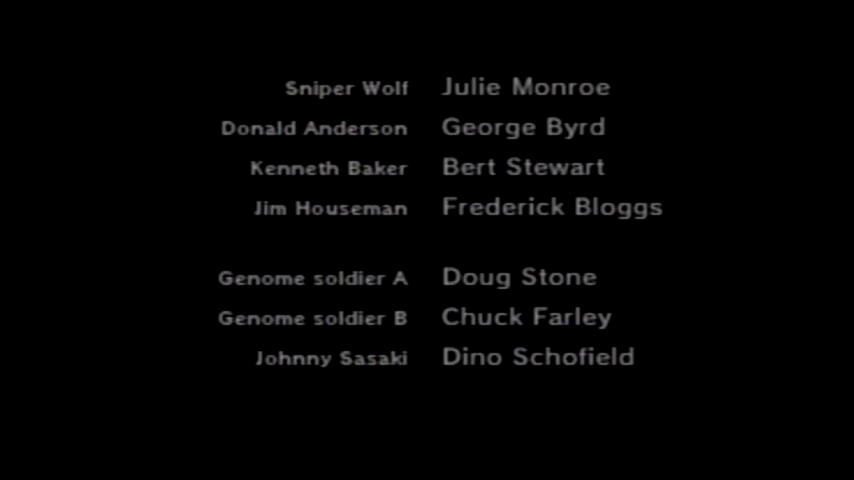 Sniper Wolf Julie Monroe
Donald Anderson George Byrd
Kenneth Baker Bert Stewart
Jim Houseman Frederick Bloggs
Genome soldier A Doug Stone
Genome soldier B Chuck Farley
Johnny Sasaki Dino Schofield